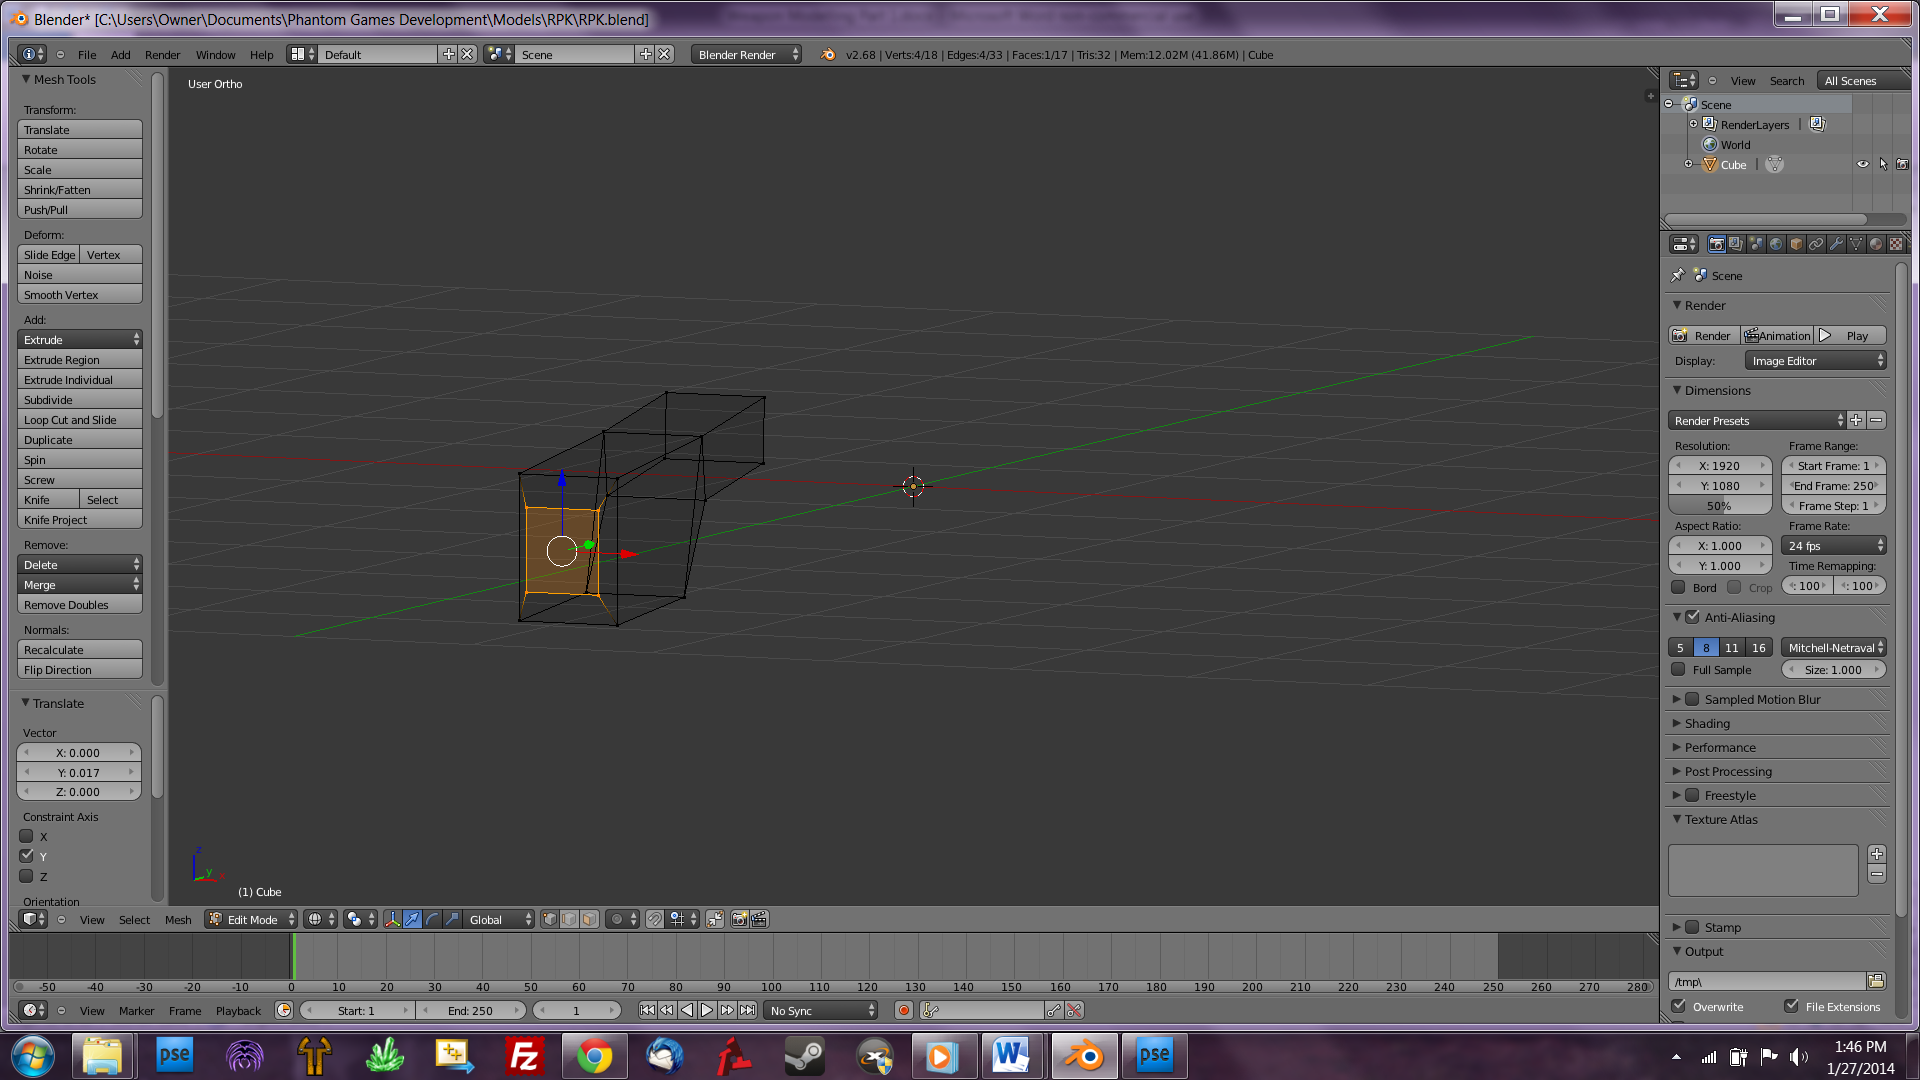 Blender* [C:\Users\Owner\Documents\Phantom Games Development\Models\RPK\RPK.blend]
File Add Render Window Help Default Scene Blender Render v2.68 | Verts:4/18 | Edges:4/33 | Faces:1/17 | Tris:32 | Mem:12.02M (41.86M) | Cube
Mesh Tools
Transform:
Translate
Rotate
Scale
Shrink/Fatten
Push/Pull
Deform:
Slide Edge Vertex
Noise
Smooth Vertex
Add:
Extrude
Extrude Region
Extrude Individual
Subdivide
Loop Cut and Slide
Duplicate
Spin
Screw
Knife Select
Knife Project
Remove:
Delete
Merge
Remove Doubles
Normals:
Recalculate
Flip Direction
Translate
Vector
X: 0.000
Y: 0.017
Z: 0.000
Constraint Axis
X
Y
Z
Orientation
User Ortho
z
y
(1) Cube
View Select Mesh Edit Mode Global
-50 -40 -30 -20 -10 0 10 20 30 40 50 60 70 80 90 100 110 120 130 140 150 160 170 180 190 200 210 220 230 240 250 260 270 280
View Marker Frame Playback Start: 1 End: 250 1 No Sync
View Search All Scenes
Scene
RenderLayers |
World
Cube |
Scene
Render
Render Animation Play
Display: Image Editor
Dimensions
Render Presets
Resolution: Frame Range:
X: 1920 Start Frame: 1
Y: 1080 End Frame: 250
50% Frame Step: 1
Aspect Ratio: Frame Rate:
X: 1.000 24 fps
Y: 1.000 Time Remapping:
Bord Crop : 100 : 100
Anti-Aliasing
5 8 11 16 Mitchell-Netraval
Full Sample Size: 1.000
Sampled Motion Blur
Shading
Performance
Post Processing
Freestyle
Texture Atlas
Stamp
Output
/tmp\
Overwrite File Extensions
pse
Fz
W
pse
1:46 PM
1/27/2014